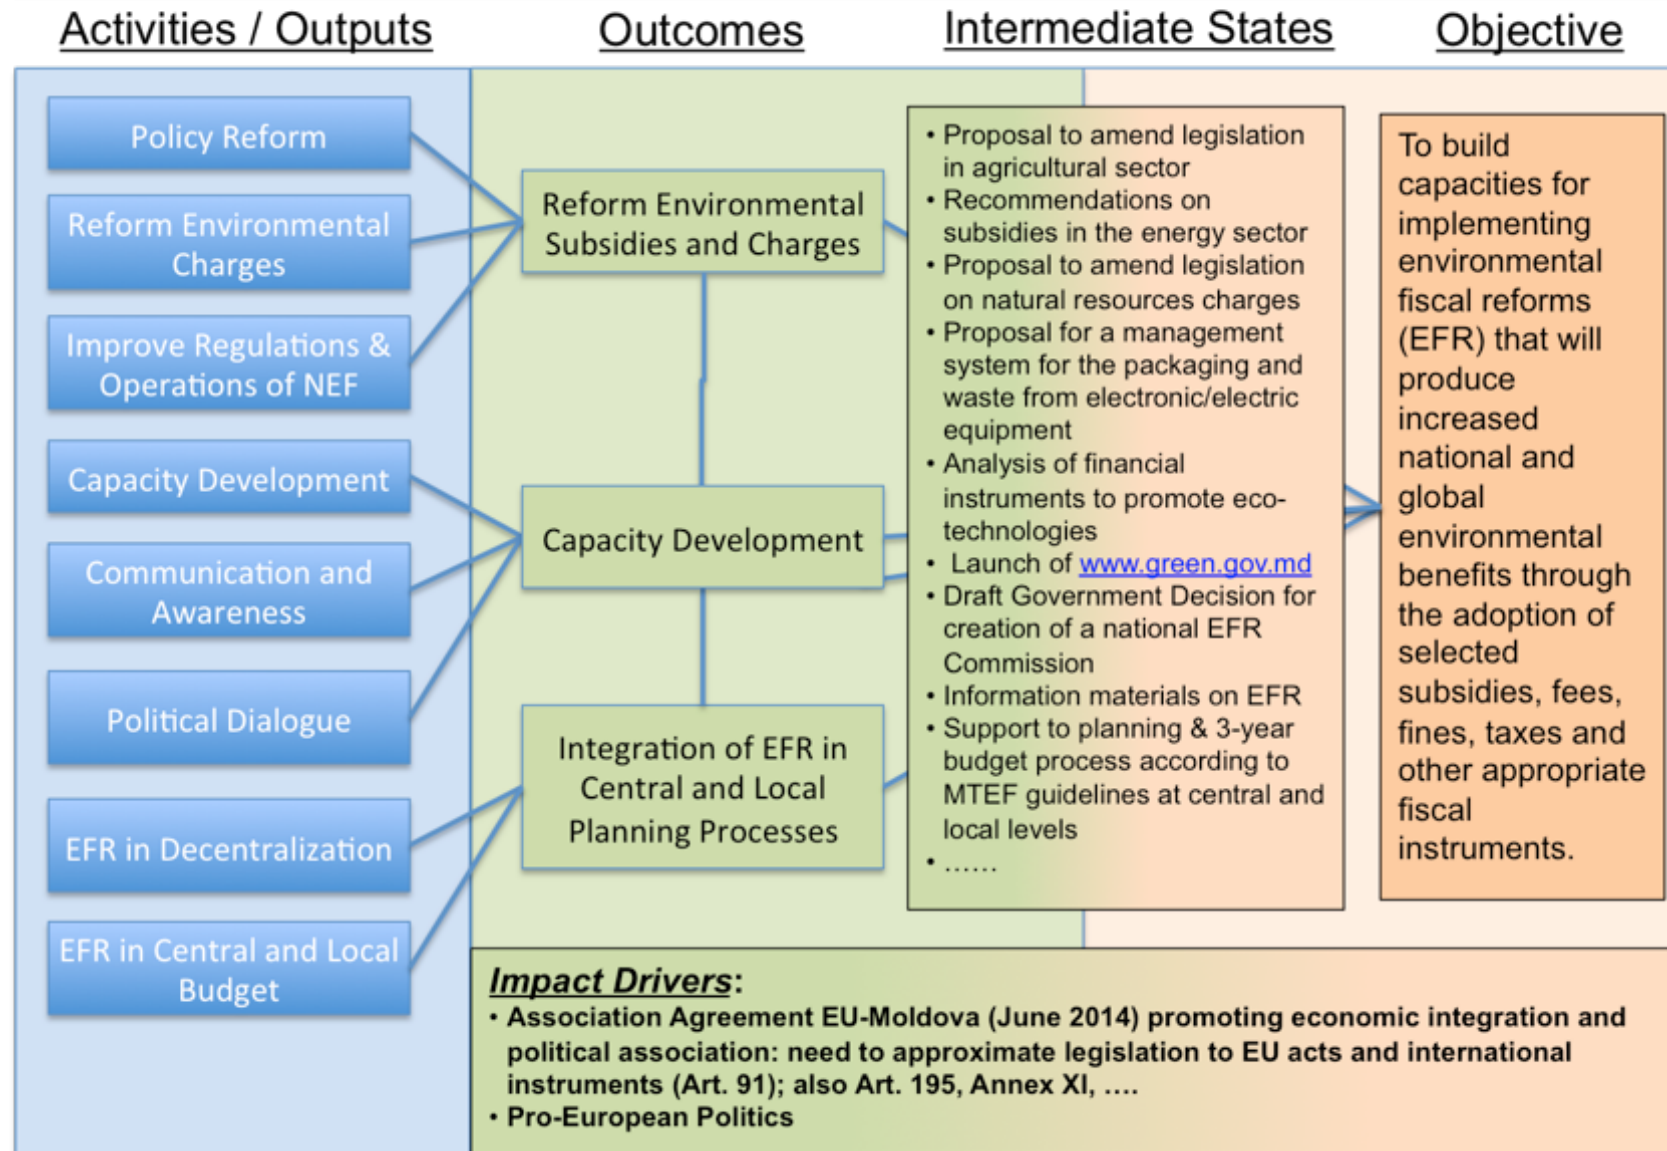 Activities / Outputs
Outcomes
Intermediate States
Objective
Policy Reform
Reform Environmental
Charges
Improve Regulations &
Operations of NEF
Capacity Development
Communication and
Awareness
Political Dialogue
EFR in Decentralization
EFR in Central and Local
Budget
Reform Environmental
Subsidies and Charges
Capacity Development
Integration of EFR in
Central and Local
Planning Processes
• Proposal to amend legislation
in agricultural sector
• Recommendations on
subsidies in the energy sector
• Proposal to amend legislation
on natural resources charges
• Proposal for a management
system for the packaging and
waste from electronic/electric
equipment
• Analysis of financial
instruments to promote eco-
technologies
• Launch of www.green.gov.md
• Draft Government Decision for
creation of a national EFR
Commission
• Information materials on EFR
• Support to planning & 3-year
budget process according to
MTEF guidelines at central and
local levels
• ……
To build
capacities for
implementing
environmental
fiscal reforms
(EFR) that will
produce
increased
national and
global
environmental
benefits through
the adoption of
selected
subsidies, fees,
fines, taxes and
other appropriate
fiscal
instruments.
Impact Drivers:
• Association Agreement EU-Moldova (June 2014) promoting economic integration and
political association: need to approximate legislation to EU acts and international
instruments (Art. 91); also Art. 195, Annex XI, ….
• Pro-European Politics